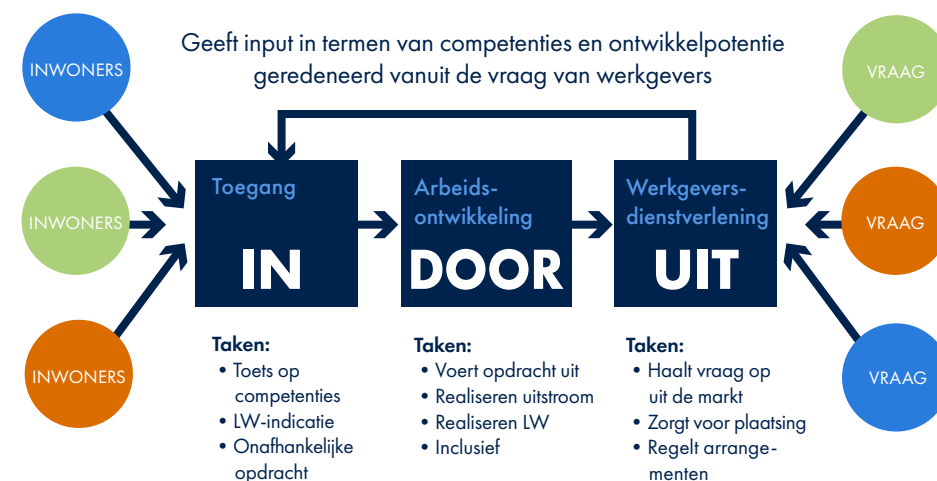 Geeft input in termen van competenties en ontwikkelpotentie
geredeneerd vanuit de vraag van werkgevers
INWONERS
INWONERS
INWONERS
Toegang
IN
Taken:
• Toets op
competenties
• LW-indicatie
• Onafhankelijke
opdracht
Arbeids-
ontwikkeling
DOOR
Taken:
• Voert opdracht uit
• Realiseren uitstroom
• Realiseren LW
• Inclusief
Werkgevers-
dienstverlening
UIT
Taken:
• Haalt vraag op
uit de markt
• Zorgt voor plaatsing
• Regelt arrange-
menten
VRAAG
VRAAG
VRAAG